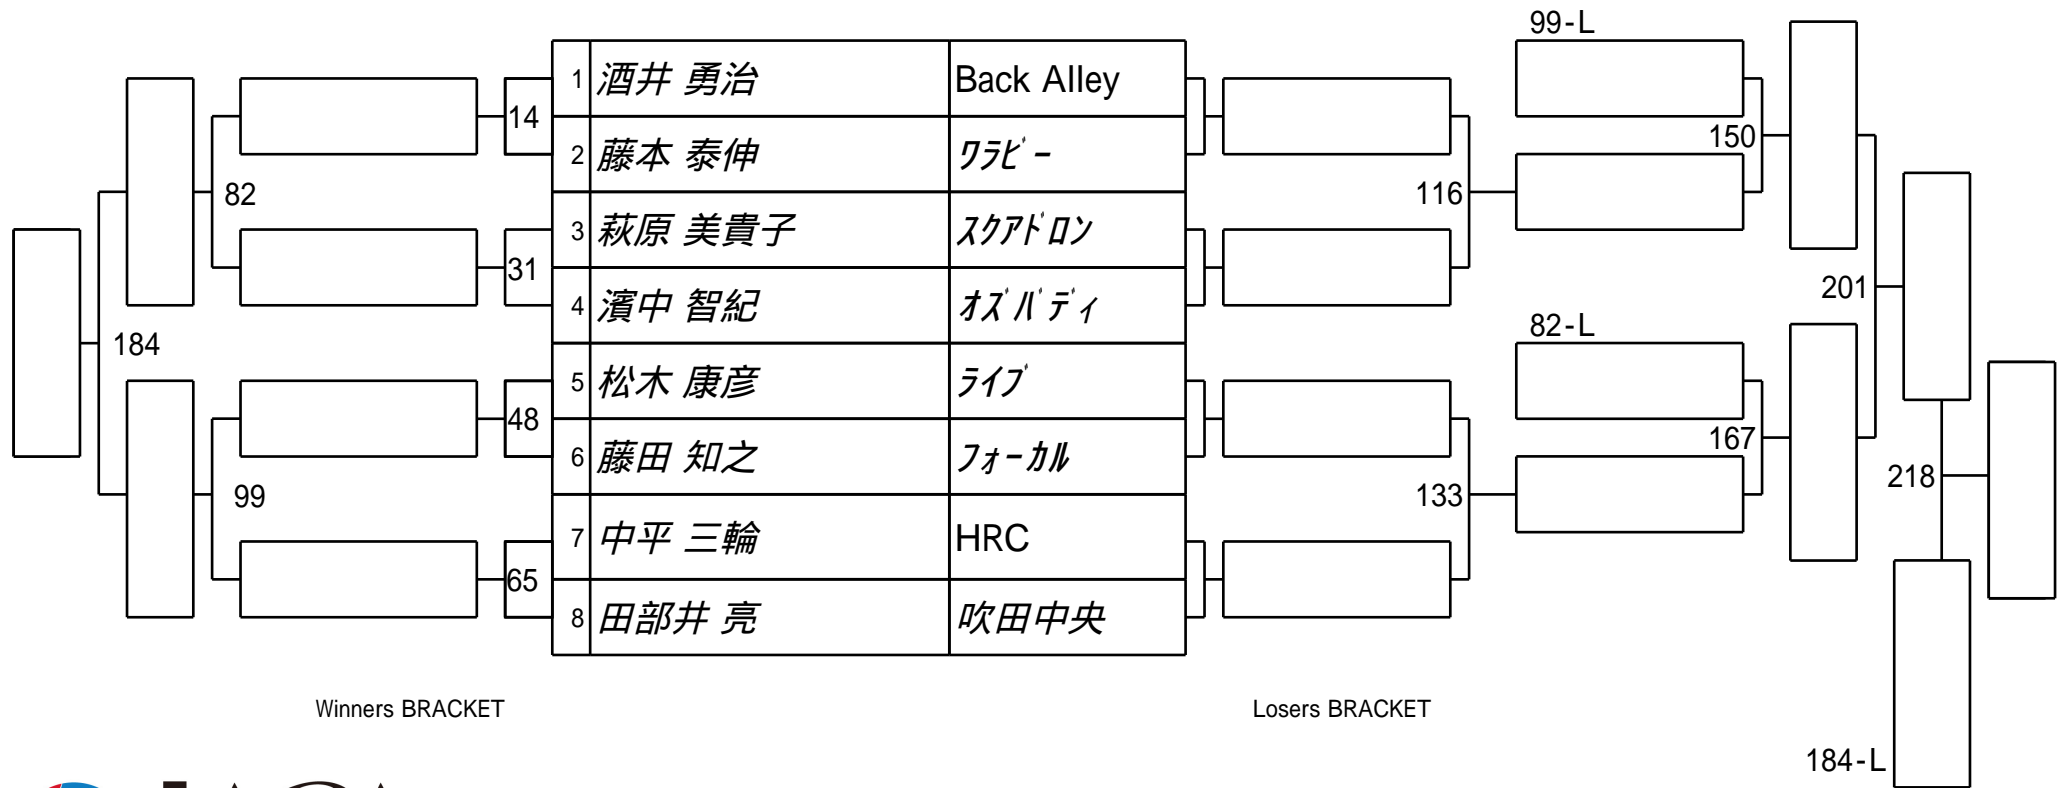 99-L
1 酒井 勇治 Back Alley
14
150
2 藤本 泰伸 ﾜﾗﾋﾞｰ
82
116
3 萩原 美貴子 ｽｸｱﾄﾞﾛﾝ
31
201
4 濱中 智紀 ｵｽﾞﾊﾞﾃﾞｨ
82-L
184
5 松木 康彦 ﾗｲﾌﾞ
48
167
6 藤田 知之 ﾌｫｰｶﾙ
218
99
133
7 中平 三輪 HRC
65
8 田部井 亮 吹田中央
Winners BRACKET
Losers BRACKET
184-L